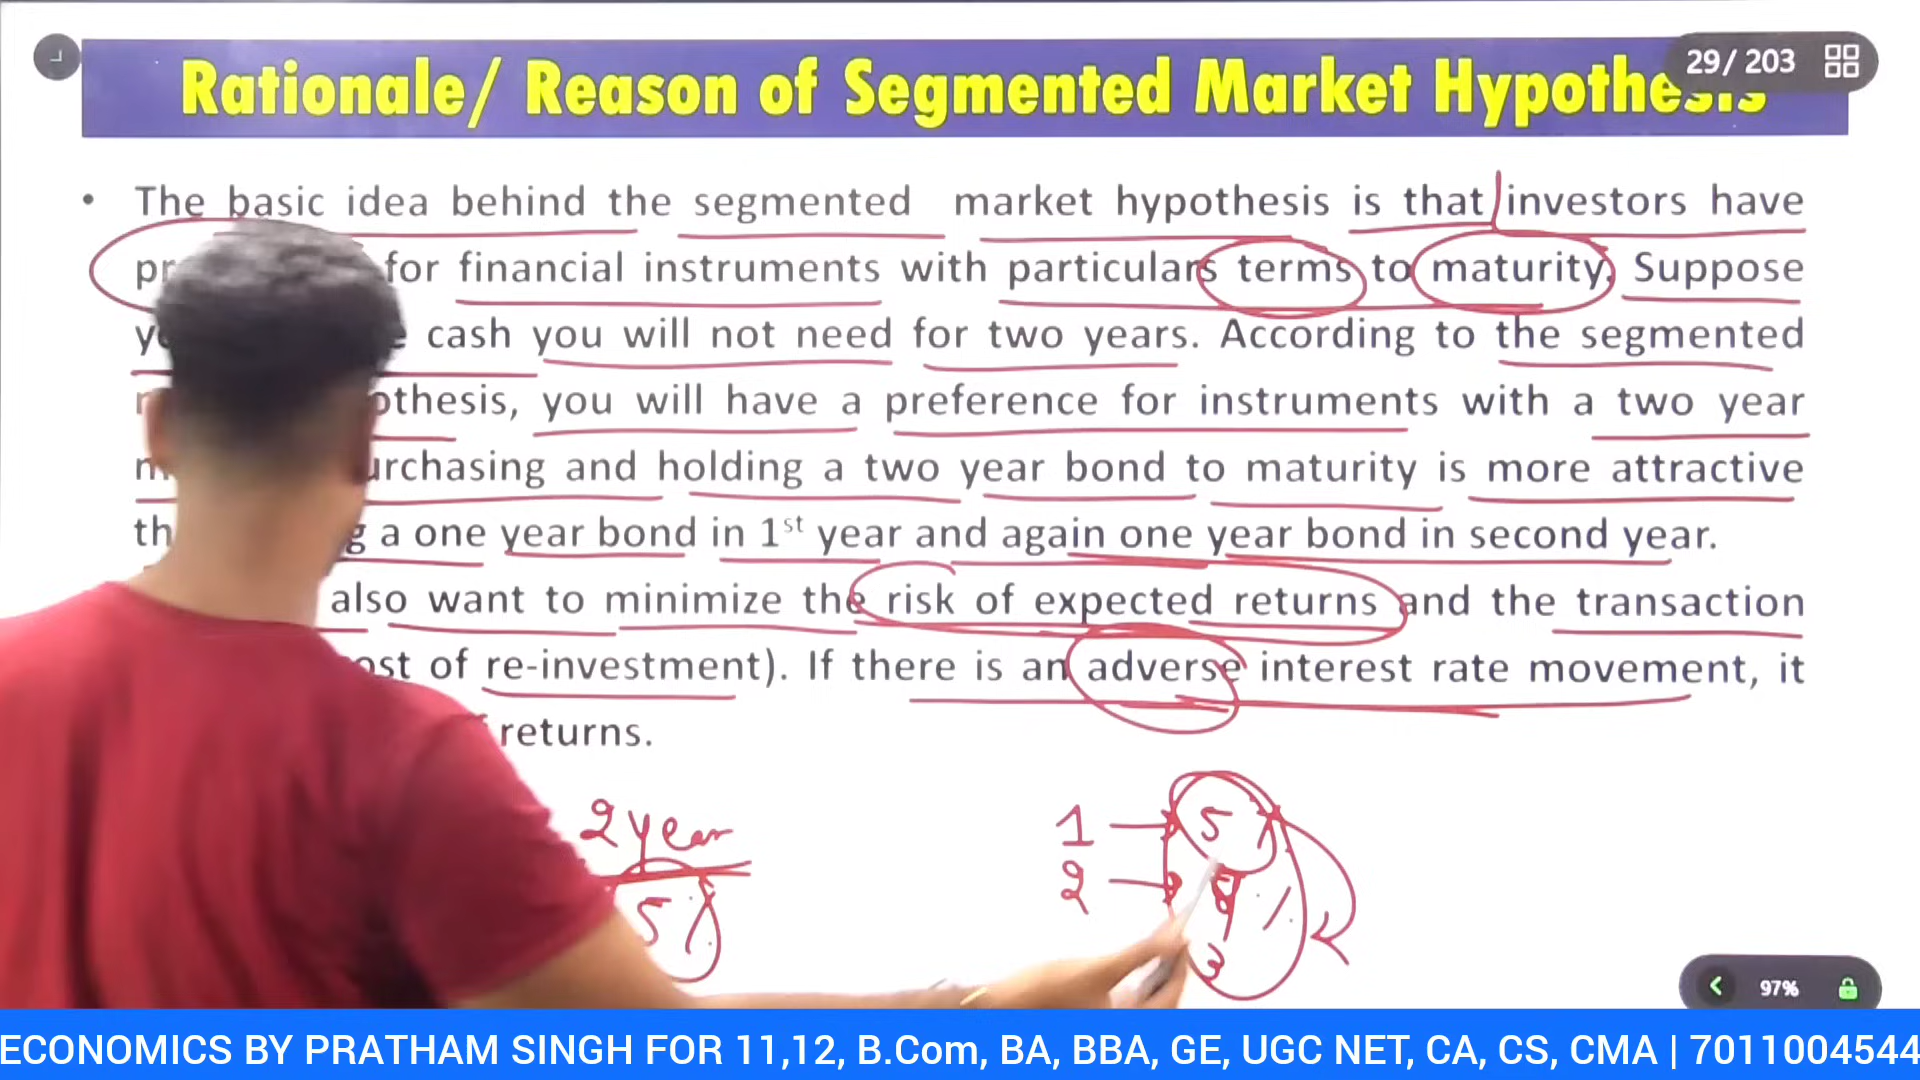 29/ 203
Rationale/ Reason of Segmented Market Hypothesis
• The basic idea behind the segmented market hypothesis is that investors have
for financial instruments with particulars terms to maturity. Suppose
cash you will not need for two years. According to the segmented
you will have a preference for instruments with a two year
and holding a two year bond to maturity is more attractive
a one year bond in 1st year and again one year bond in second year.
also want to minimize the risk of expected returns and the transaction
of re-investment). If there is an adverse interest rate movement, it
returns.
2 year
1 5
2
5
3
97%
ECONOMICS BY PRATHAM SINGH FOR 11,12, B.Com, BA, BBA, GE, UGC NET, CA, CS, CMA | 7011004544